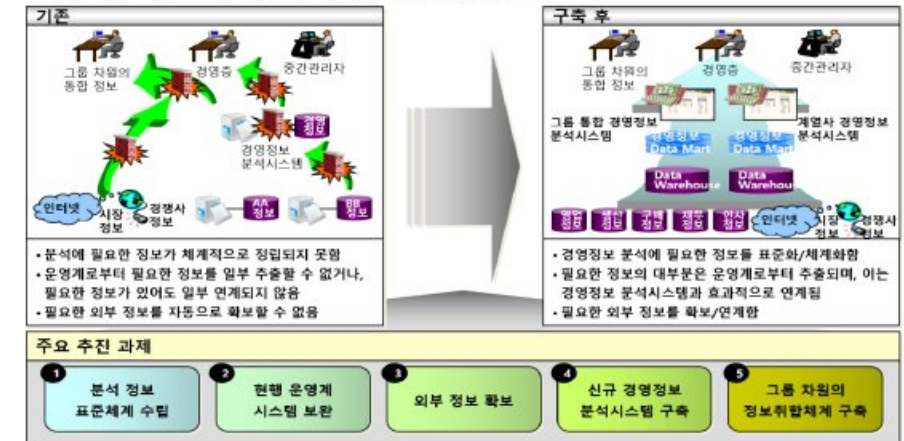 기존
그룹 차원의
통합 정보
경영층
중간관리자
경영
정보
경영정보
분석시스템
인터넷
시장
정보
경쟁사
정보
AA
정보
BB
정보
• 분석에 필요한 정보가 체계적으로 정립되지 못함
• 운영계로부터 필요한 정보를 일부 추출할 수 없거나,
필요한 정보가 있어도 일부 연계되지 않음
• 필요한 외부 정보를 자동으로 확보할 수 없음
구축 후
그룹 차원의
통합 정보
경영층
중간관리자
그룹 통합 경영정보
분석시스템
계열사 경영정보
분석시스템
경영정보
Data Mart
경영정보
Data Mart
Data
Warehouse
Data
Warehou
영업
정보
생산
정보
구매
정보
재무
정보
인사
정보
인터넷
시장
정보
경쟁사
정보
• 경영정보 분석에 필요한 정보를 표준화/체계화함
• 필요한 정보의 대부분은 운영계로부터 추출되며, 이는
경영정보 분석시스템과 효과적으로 연계됨
• 필요한 외부 정보를 확보/연계함
주요 추진 과제
1
분석 정보
표준체계 수립
2
현행 운영계
시스템 보완
3
외부 정보 확보
4
신규 경영정보
분석시스템 구축
5
그룹 차원의
정보취합체계 구축